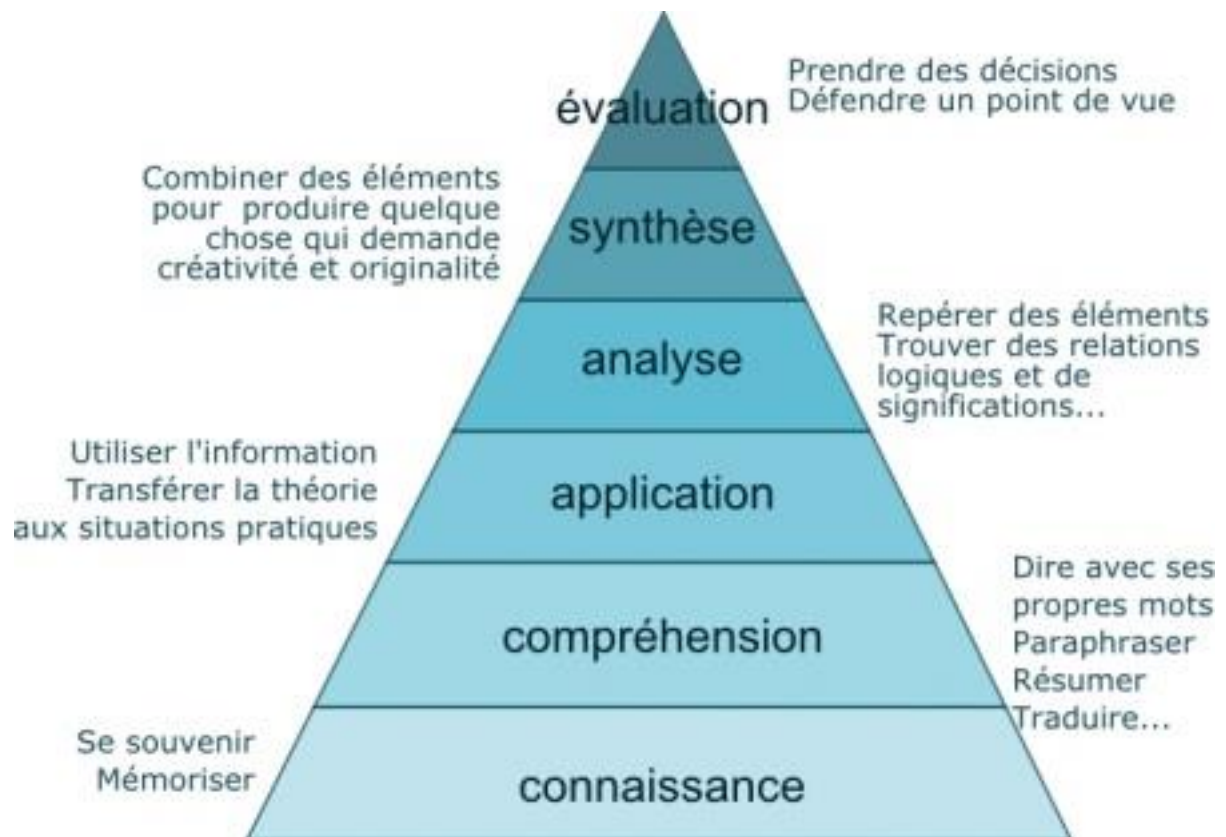 évaluation
Prendre des décisions
Défendre un point de vue
Combiner des éléments
pour produire quelque
chose qui demande
créativité et originalité
synthèse
analyse
Repérer des éléments
Trouver des relations
logiques et de
significations...
Utiliser l'information
Transférer la théorie
aux situations pratiques
application
compréhension
Dire avec ses
propres mots
Paraphraser
Résumer
Traduire...
Se souvenir
Mémoriser
connaissance